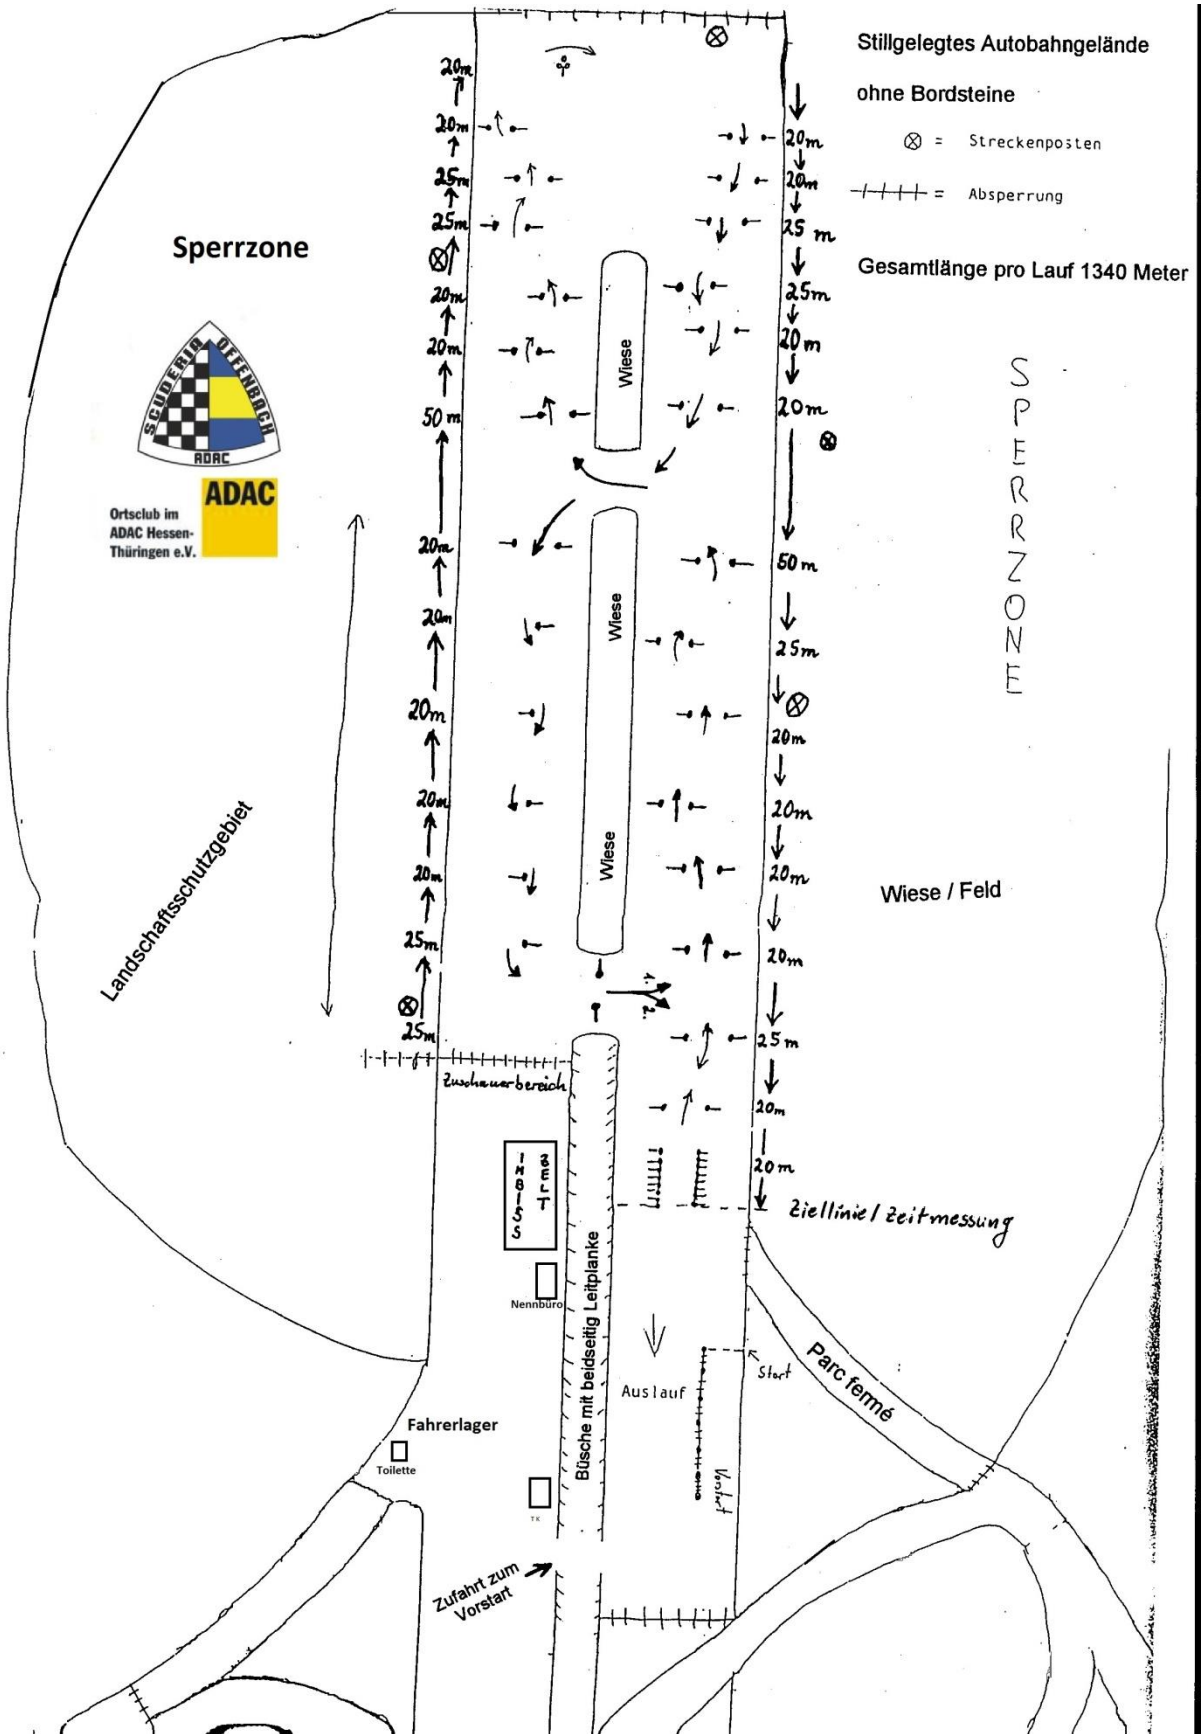 Stillgelegtes Autobahngelände
ohne Bordsteine
⊗ = Streckenposten
= Absperrung
Gesamtlänge pro Lauf 1340 Meter
Sperrzone
SCUDERIA OFFENBACH
ADAC
ADAC
Ortsclub im
ADAC Hessen-
Thüringen e.V.
20m
20m
25m
25m
20m
20m
50m
20m
20m
20m
20m
20m
25m
25m
20m
20m
25m
25m
20m
20m
50m
25m
20m
20m
20m
20m
25m
20m
20m
Wiese
Wiese
Wiese
1.
2.
SPERRZONE
Landschaftsschutzgebiet
Wiese / Feld
Zuschauerbereich
IMBISS
ZELT
Nennbüro
Büsche mit beidseitig Leitplanke
Ziellinie/Zeitmessung
Auslauf
Start
Vorstart
Parc fermé
Fahrerlager
Toilette
TK
Zufahrt zum
Vorstart